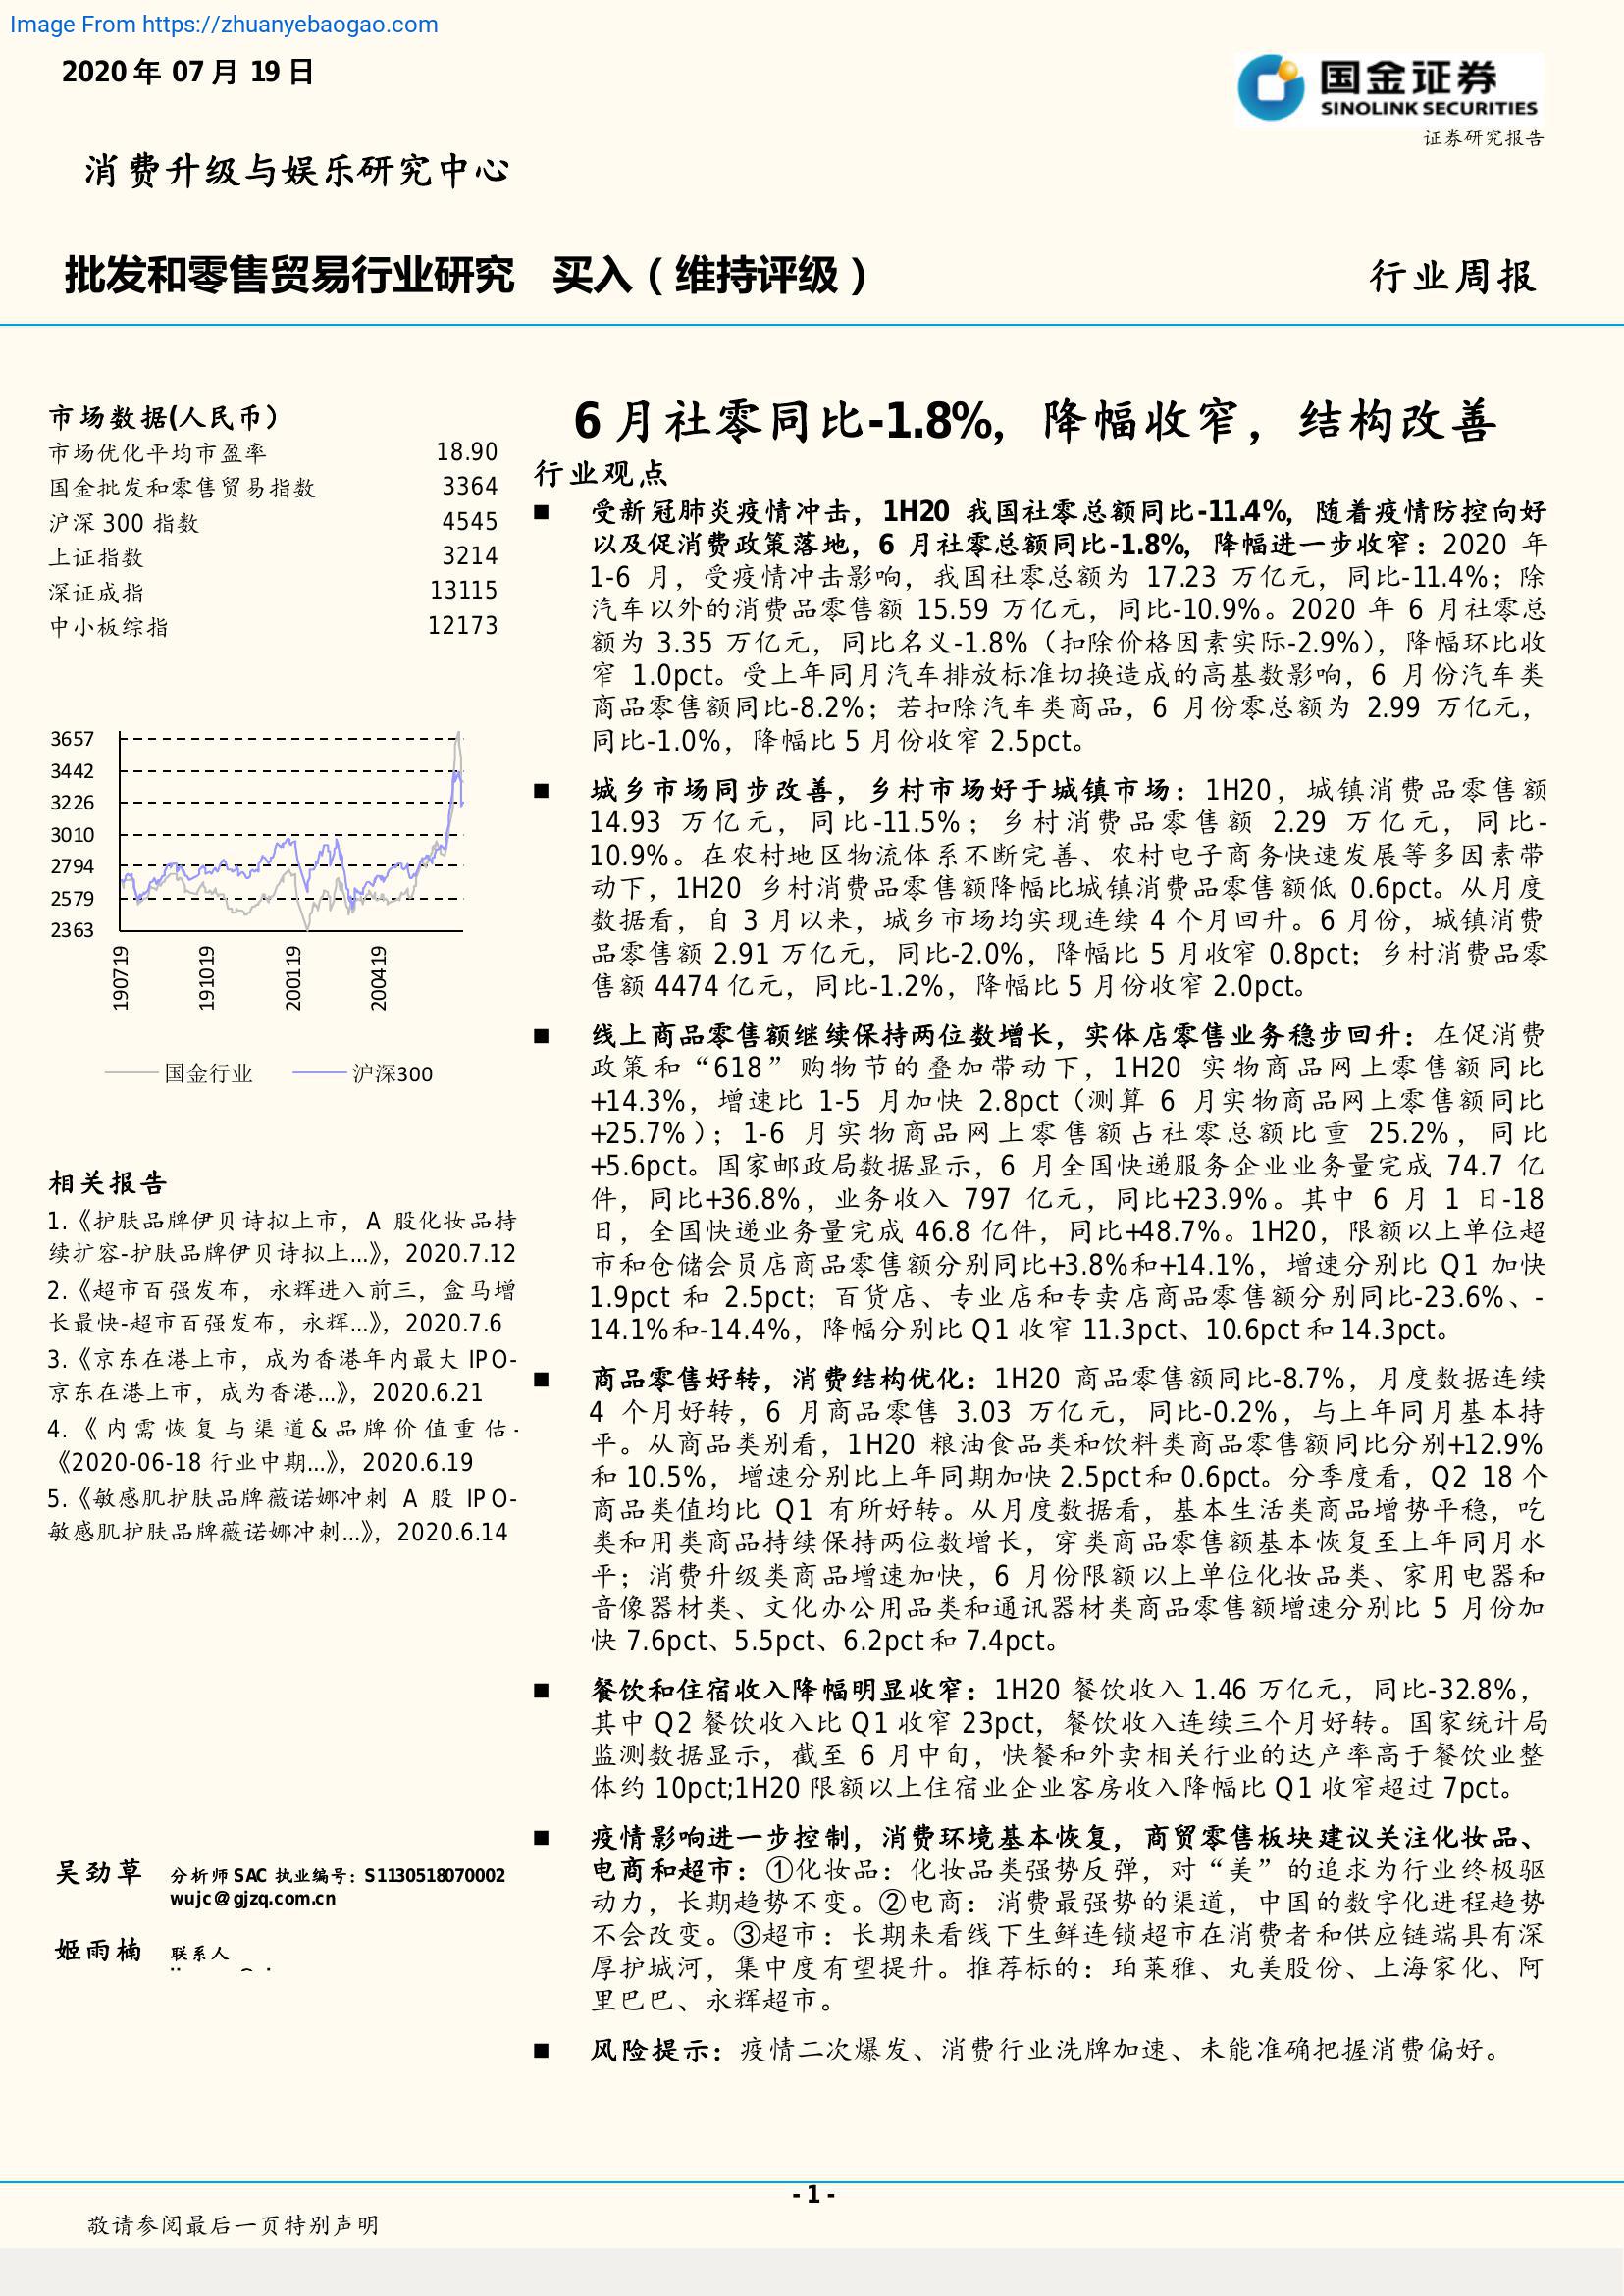 Image From https://zhuanyebaogao.com
2020 年 07 月 19 日
国金证券
SINOLINK SECURITIES
证券研究报告
消费升级与娱乐研究中心
批发和零售贸易行业研究 买入（维持评级）
行业周报
市场数据(人民币）
市场优化平均市盈率 18.90
国金批发和零售贸易指数 3364
沪深 300 指数 4545
上证指数 3214
深证成指 13115
中小板综指 12173
3657
3442
3226
3010
2794
2579
2363
190719
191019
200119
200419
国金行业 沪深300
相关报告
1.《护肤品牌伊贝诗拟上市，A 股化妆品持
续扩容-护肤品牌伊贝诗拟上...》，2020.7.12
2.《超市百强发布，永辉进入前三，盒马增
长最快-超市百强发布，永辉...》，2020.7.6
3.《京东在港上市，成为香港年内最大 IPO-
京东在港上市，成为香港...》，2020.6.21
4.《内需恢复与渠道&品牌价值重估-
《2020-06-18 行业中期...》，2020.6.19
5.《敏感肌护肤品牌薇诺娜冲刺 A 股 IPO-
敏感肌护肤品牌薇诺娜冲刺...》，2020.6.14
吴劲草 分析师 SAC 执业编号：S1130518070002
wujc@gjzq.com.cn
姬雨楠 联系人
6 月社零同比-1.8%，降幅收窄，结构改善
行业观点
■ 受新冠肺炎疫情冲击，1H20 我国社零总额同比-11.4%，随着疫情防控向好
以及促消费政策落地，6 月社零总额同比-1.8%，降幅进一步收窄：2020 年
1-6 月，受疫情冲击影响，我国社零总额为 17.23 万亿元，同比-11.4%；除
汽车以外的消费品零售额 15.59 万亿元，同比-10.9%。2020 年 6 月社零总
额为 3.35 万亿元，同比名义-1.8%（扣除价格因素实际-2.9%），降幅环比收
窄 1.0pct。受上年同月汽车排放标准切换造成的高基数影响，6 月份汽车类
商品零售额同比-8.2%；若扣除汽车类商品，6 月份零总额为 2.99 万亿元，
同比-1.0%，降幅比 5 月份收窄 2.5pct。
■ 城乡市场同步改善，乡村市场好于城镇市场：1H20，城镇消费品零售额
14.93 万亿元，同比-11.5%；乡村消费品零售额 2.29 万亿元，同比-
10.9%。在农村地区物流体系不断完善、农村电子商务快速发展等多因素带
动下，1H20 乡村消费品零售额降幅比城镇消费品零售额低 0.6pct。从月度
数据看，自 3 月以来，城乡市场均实现连续 4 个月回升。6 月份，城镇消费
品零售额 2.91 万亿元，同比-2.0%，降幅比 5 月收窄 0.8pct；乡村消费品零
售额 4474 亿元，同比-1.2%，降幅比 5 月份收窄 2.0pct。
■ 线上商品零售额继续保持两位数增长，实体店零售业务稳步回升：在促消费
政策和“618”购物节的叠加带动下，1H20 实物商品网上零售额同比
+14.3%，增速比 1-5 月加快 2.8pct（测算 6 月实物商品网上零售额同比
+25.7%）；1-6 月实物商品网上零售额占社零总额比重 25.2%，同比
+5.6pct。国家邮政局数据显示，6 月全国快递服务企业业务量完成 74.7 亿
件，同比+36.8%，业务收入 797 亿元，同比+23.9%。其中 6 月 1 日-18
日，全国快递业务量完成 46.8 亿件，同比+48.7%。1H20，限额以上单位超
市和仓储会员店商品零售额分别同比+3.8%和+14.1%，增速分别比 Q1 加快
1.9pct 和 2.5pct；百货店、专业店和专卖店商品零售额分别同比-23.6%、-
14.1%和-14.4%，降幅分别比 Q1 收窄 11.3pct、10.6pct 和 14.3pct。
■ 商品零售好转，消费结构优化：1H20 商品零售额同比-8.7%，月度数据连续
4 个月好转，6 月商品零售 3.03 万亿元，同比-0.2%，与上年同月基本持
平。从商品类别看，1H20 粮油食品类和饮料类商品零售额同比分别+12.9%
和 10.5%，增速分别比上年同期加快 2.5pct 和 0.6pct。分季度看，Q2 18 个
商品类值均比 Q1 有所好转。从月度数据看，基本生活类商品增势平稳，吃
类和用类商品持续保持两位数增长，穿类商品零售额基本恢复至上年同月水
平；消费升级类商品增速加快，6 月份限额以上单位化妆品类、家用电器和
音像器材类、文化办公用品类和通讯器材类商品零售额增速分别比 5 月份加
快 7.6pct、5.5pct、6.2pct 和 7.4pct。
■ 餐饮和住宿收入降幅明显收窄：1H20 餐饮收入 1.46 万亿元，同比-32.8%，
其中 Q2 餐饮收入比 Q1 收窄 23pct，餐饮收入连续三个月好转。国家统计局
监测数据显示，截至 6 月中旬，快餐和外卖相关行业的达产率高于餐饮业整
体约 10pct;1H20 限额以上住宿业企业客房收入降幅比 Q1 收窄超过 7pct。
■ 疫情影响进一步控制，消费环境基本恢复，商贸零售板块建议关注化妆品、
电商和超市：①化妆品：化妆品类强势反弹，对“美”的追求为行业终极驱
动力，长期趋势不变。②电商：消费最强势的渠道，中国的数字化进程趋势
不会改变。③超市：长期来看线下生鲜连锁超市在消费者和供应链端具有深
厚护城河，集中度有望提升。推荐标的：珀莱雅、丸美股份、上海家化、阿
里巴巴、永辉超市。
■ 风险提示：疫情二次爆发、消费行业洗牌加速、未能准确把握消费偏好。
- 1 -
敬请参阅最后一页特别声明